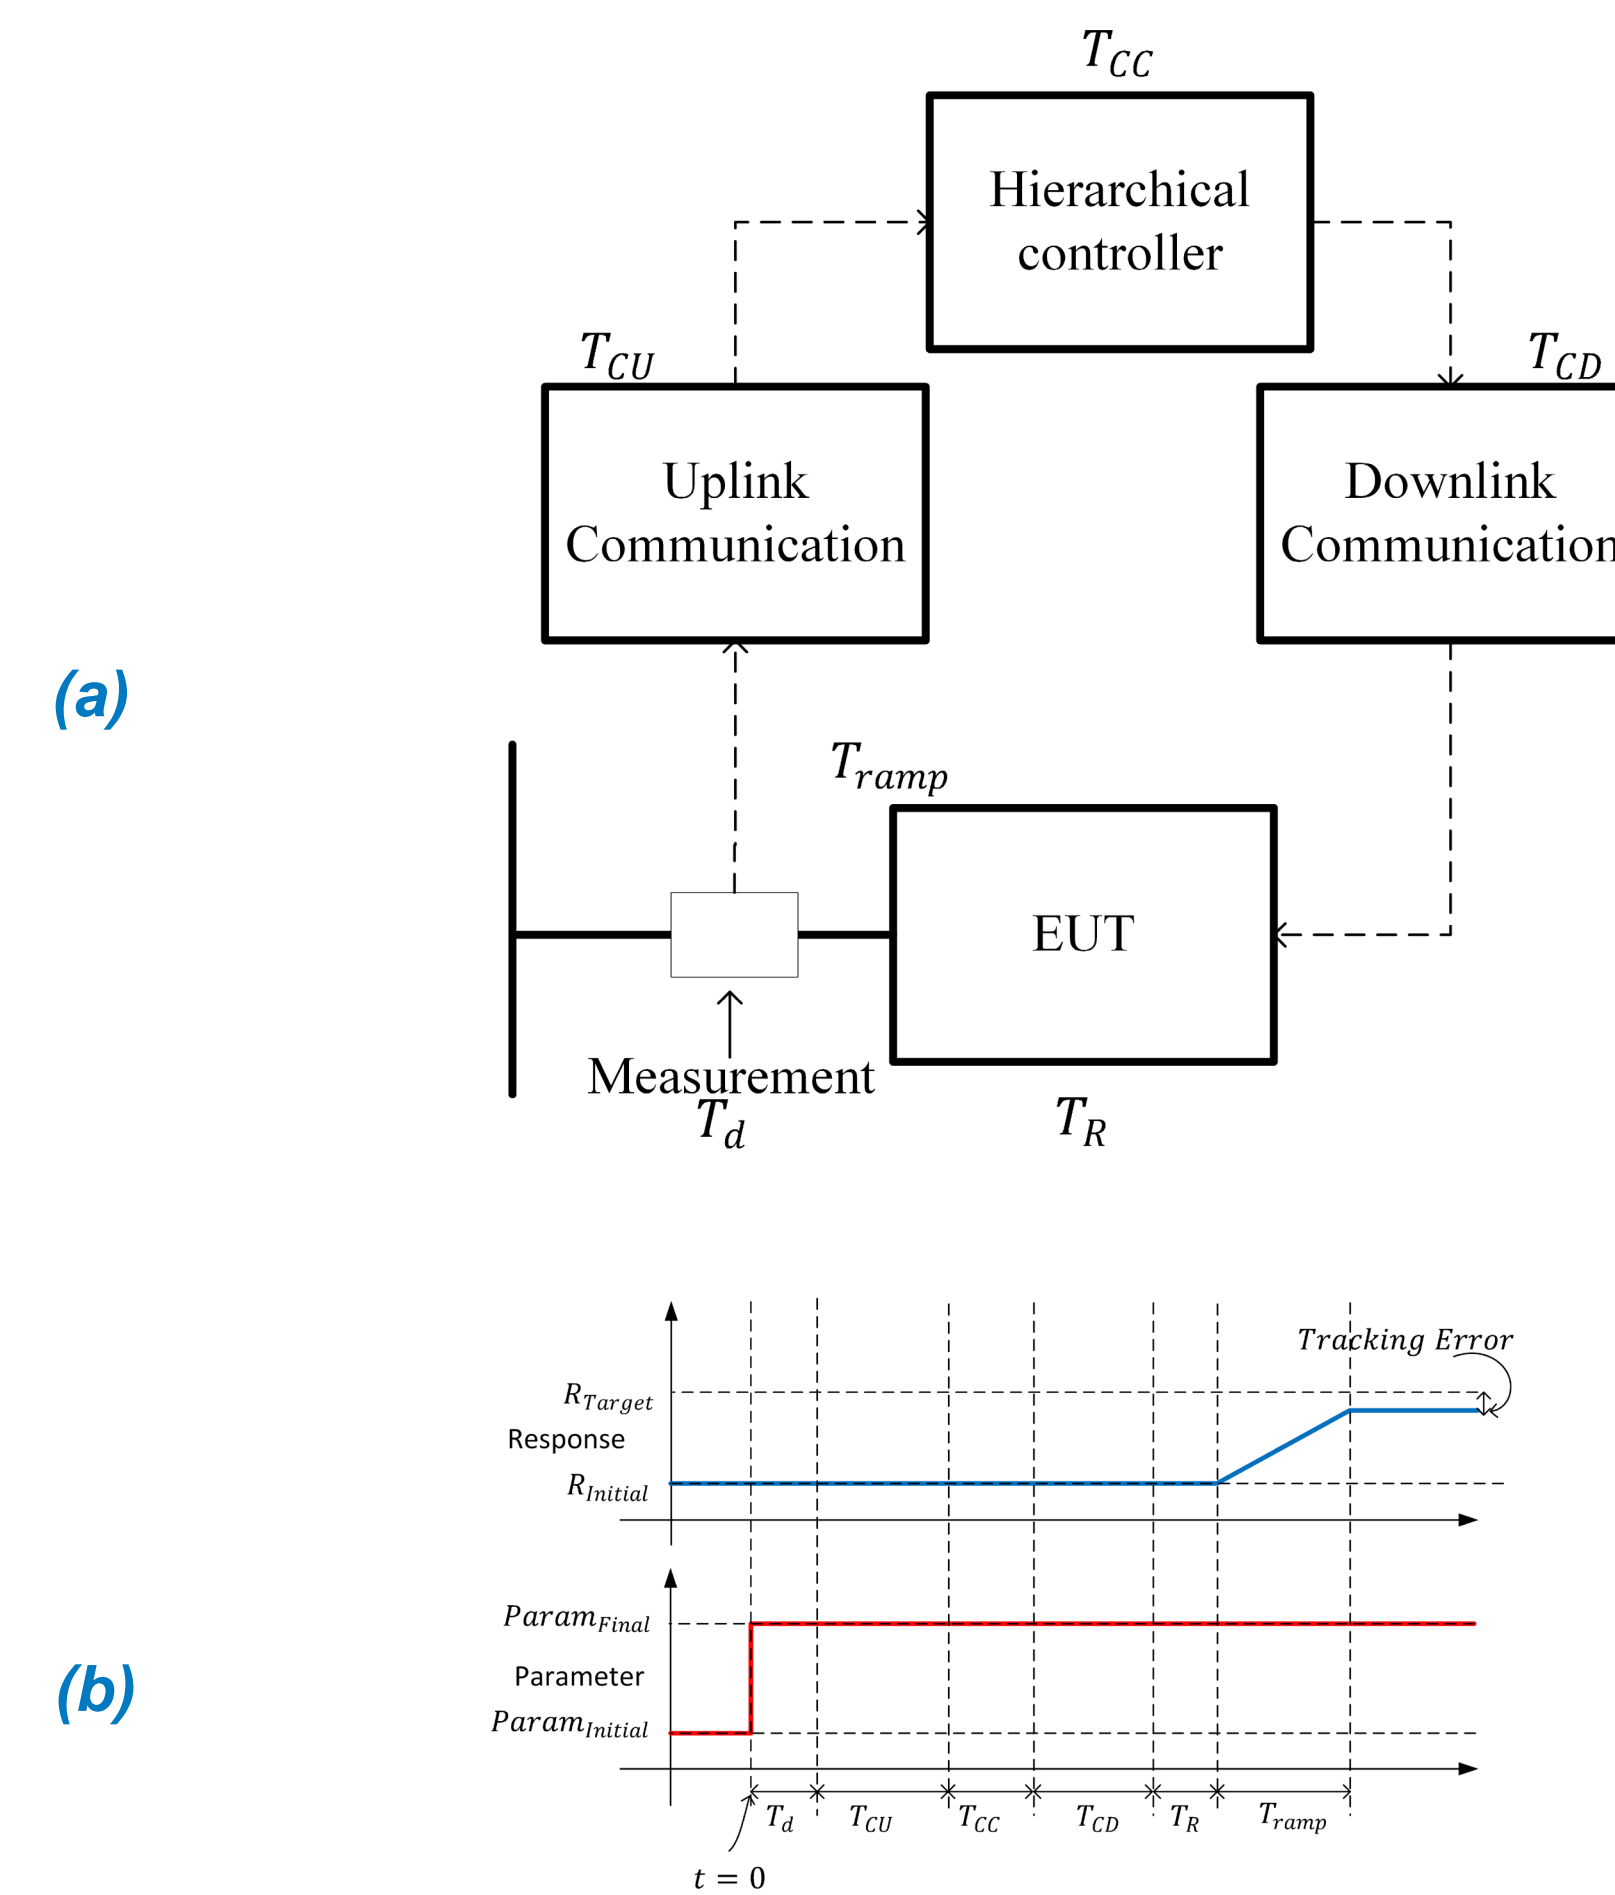 T_CC
Hierarchical
controller
T_CU
T_CD
Uplink
Communication
Downlink
Communication
(a)
T_ramp
EUT
Measurement
T_d
T_R
Tracking Error
R_Target
Response
R_Initial
Param_Final
Parameter
(b)
Param_Initial
T_d T_CU T_CC T_CD T_R T_ramp
t = 0